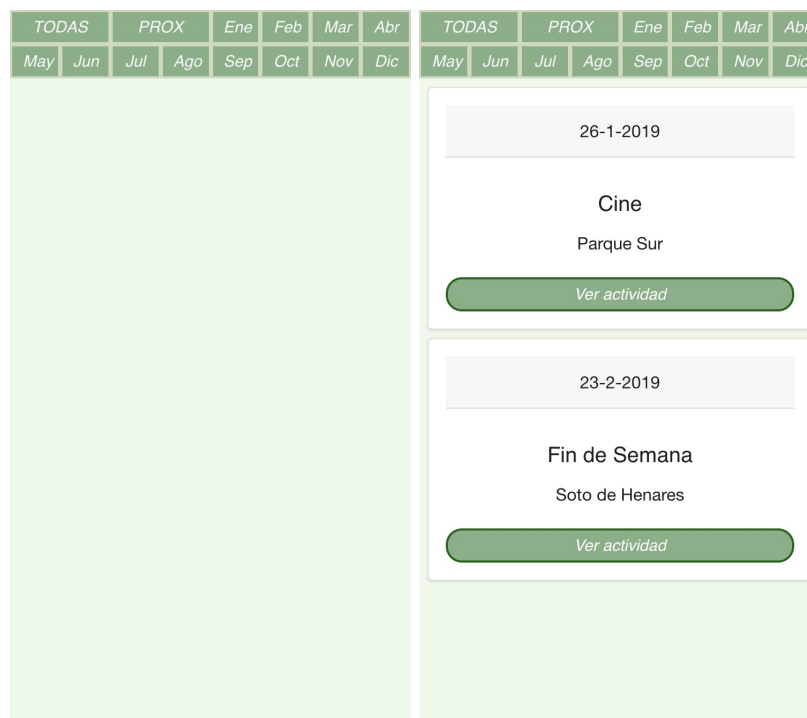 TODAS PROX Ene Feb Mar Abr
May Jun Jul Ago Sep Oct Nov Dic
TODAS PROX Ene Feb Mar Abr
May Jun Jul Ago Sep Oct Nov Dic
26-1-2019
Cine
Parque Sur
Ver actividad
23-2-2019
Fin de Semana
Soto de Henares
Ver actividad